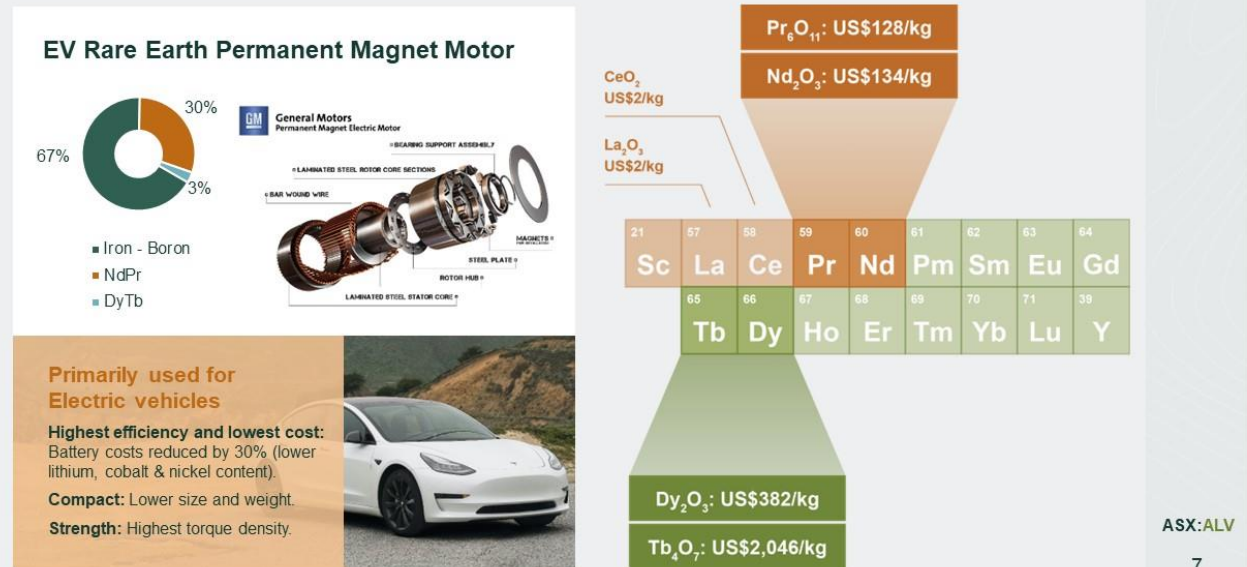 EV Rare Earth Permanent Magnet Motor
30%
67%
3%
■ Iron - Boron
■ NdPr
■ DyTb
GM
General Motors
Permanent Magnet Electric Motor
BEARING SUPPORT ASSEMBLY
LAMINATED STEEL ROTOR CORE SECTIONS
BAR WOUND WIRE
MAGNETS
STEEL PLATE
ROTOR HUB
LAMINATED STEEL STATOR CORE
Primarily used for
Electric vehicles
Highest efficiency and lowest cost:
Battery costs reduced by 30% (lower
lithium, cobalt & nickel content).
Compact: Lower size and weight.
Strength: Highest torque density.
Pr₆O₁₁: US$128/kg
Nd₂O₃: US$134/kg
CeO₂
US$2/kg
La₂O₃
US$2/kg
21 57 58 59 60 61 62 63 64
Sc La Ce Pr Nd Pm Sm Eu Gd
65 66 67 68 69 70 71 39
Tb Dy Ho Er Tm Yb Lu Y
Dy₂O₃: US$382/kg
Tb₄O₇: US$2,046/kg
ASX:ALV
7